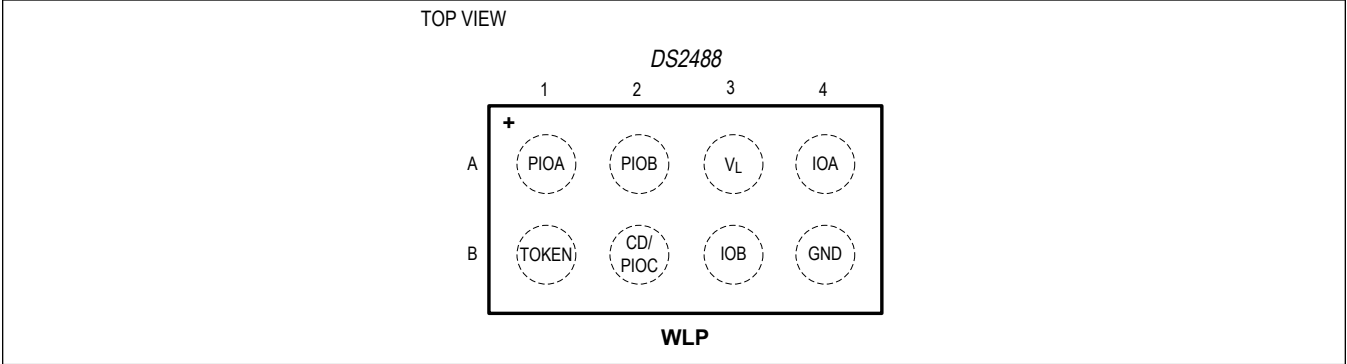 TOP VIEW
DS2488
1 2 3 4
+
A PIOA PIOB VL IOA
B TOKEN CD/ PIOC IOB GND
WLP